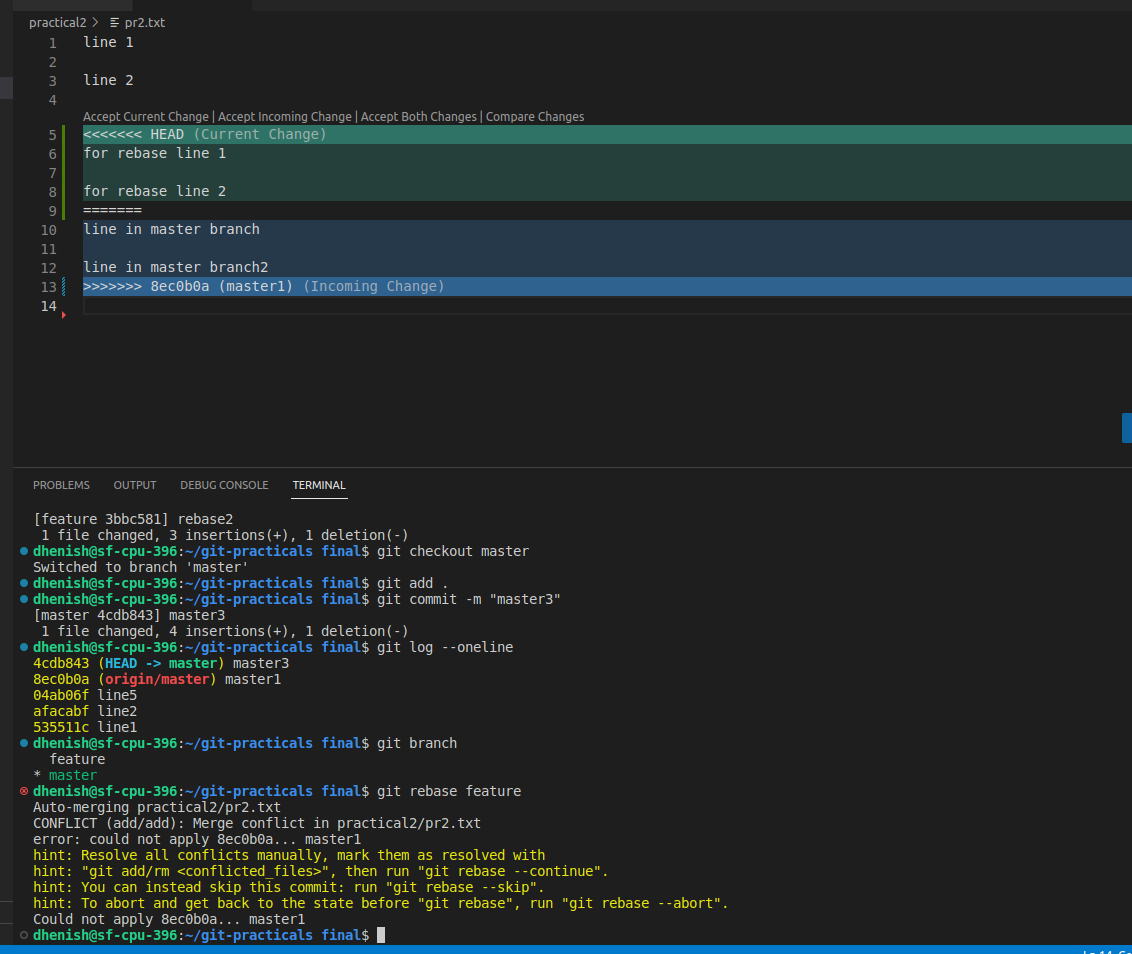 practical2 > pr2.txt
1 line 1
2
3 line 2
4
Accept Current Change | Accept Incoming Change | Accept Both Changes | Compare Changes
5 <<<<<<< HEAD (Current Change)
6 for rebase line 1
7
8 for rebase line 2
9 =======
10 line in master branch
11
12 line in master branch2
13 >>>>>>> 8ec0b0a (master1) (Incoming Change)
14
PROBLEMS OUTPUT DEBUG CONSOLE TERMINAL
[feature 3bbc581] rebase2
1 file changed, 3 insertions(+), 1 deletion(-)
dhenish@sf-cpu-396:~/git-practicals final$ git checkout master
Switched to branch 'master'
dhenish@sf-cpu-396:~/git-practicals final$ git add .
dhenish@sf-cpu-396:~/git-practicals final$ git commit -m "master3"
[master 4cdb843] master3
1 file changed, 4 insertions(+), 1 deletion(-)
dhenish@sf-cpu-396:~/git-practicals final$ git log --oneline
4cdb843 (HEAD -> master) master3
8ec0b0a (origin/master) master1
04ab06f line5
afacabf line2
535511c line1
dhenish@sf-cpu-396:~/git-practicals final$ git branch
feature
* master
dhenish@sf-cpu-396:~/git-practicals final$ git rebase feature
Auto-merging practical2/pr2.txt
CONFLICT (add/add): Merge conflict in practical2/pr2.txt
error: could not apply 8ec0b0a... master1
hint: Resolve all conflicts manually, mark them as resolved with
hint: "git add/rm <conflicted_files>", then run "git rebase --continue".
hint: You can instead skip this commit: run "git rebase --skip".
hint: To abort and get back to the state before "git rebase", run "git rebase --abort".
Could not apply 8ec0b0a... master1
dhenish@sf-cpu-396:~/git-practicals final$